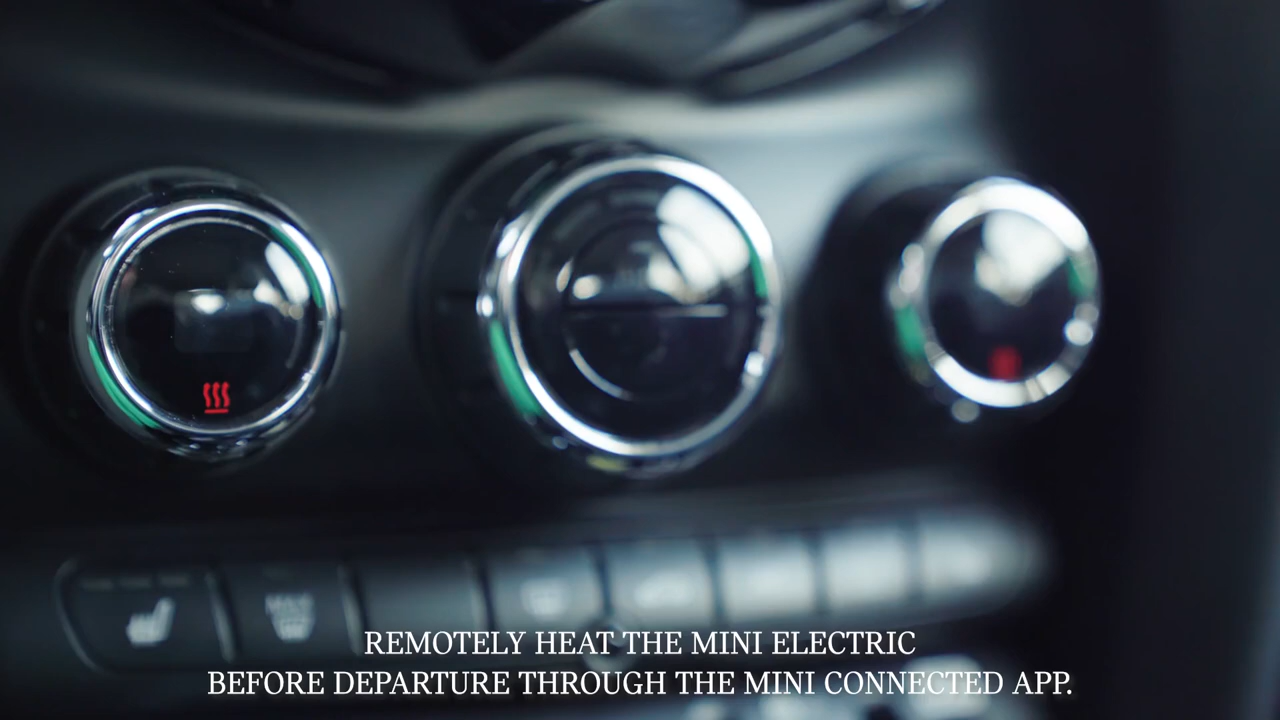 REMOTELY HEAT THE MINI ELECTRIC
BEFORE DEPARTURE THROUGH THE MINI CONNECTED APP.